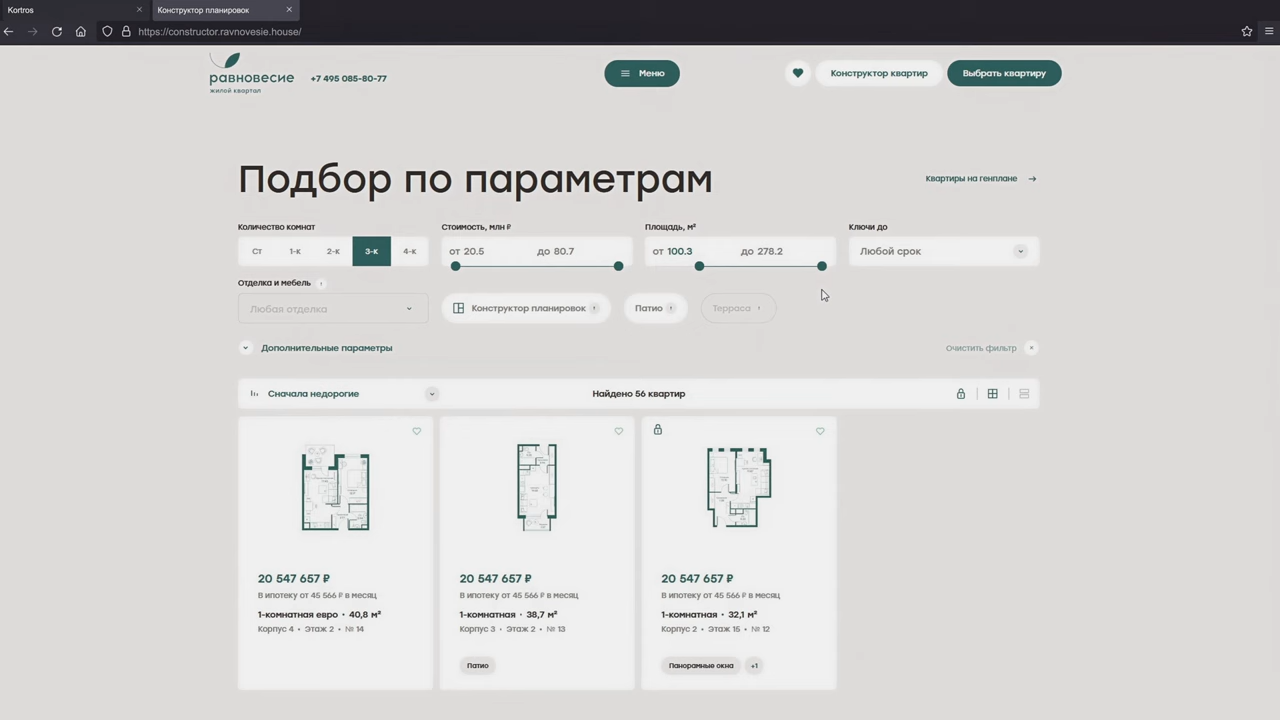 Kortros
Конструктор планировок
https://constructor.ravnovesie.house/
равновесие
жилой квартал
+7 495 085-80-77
Меню
Конструктор квартир
Выбрать квартиру
Подбор по параметрам
Квартиры на генплане
Количество комнат
Стоимость, млн ₽
Площадь, м²
Ключи до
Ст
1-к
2-к
3-к
4-к
от 20.5
до 80.7
от 100.3
до 278.2
Любой срок
Отделка и мебель
Любая отделка
Конструктор планировок
Патио
Терраса
Дополнительные параметры
Очистить фильтр
Сначала недорогие
Найдено 56 квартир
20 547 657 ₽
В ипотеку от 45 566 ₽ в месяц
1-комнатная евро • 40,8 м²
Корпус 4 • Этаж 2 • № 14
20 547 657 ₽
В ипотеку от 45 566 ₽ в месяц
1-комнатная • 38,7 м²
Корпус 3 • Этаж 2 • № 13
Патио
20 547 657 ₽
В ипотеку от 45 566 ₽ в месяц
1-комнатная • 32,1 м²
Корпус 2 • Этаж 15 • № 12
Панорамные окна
+1